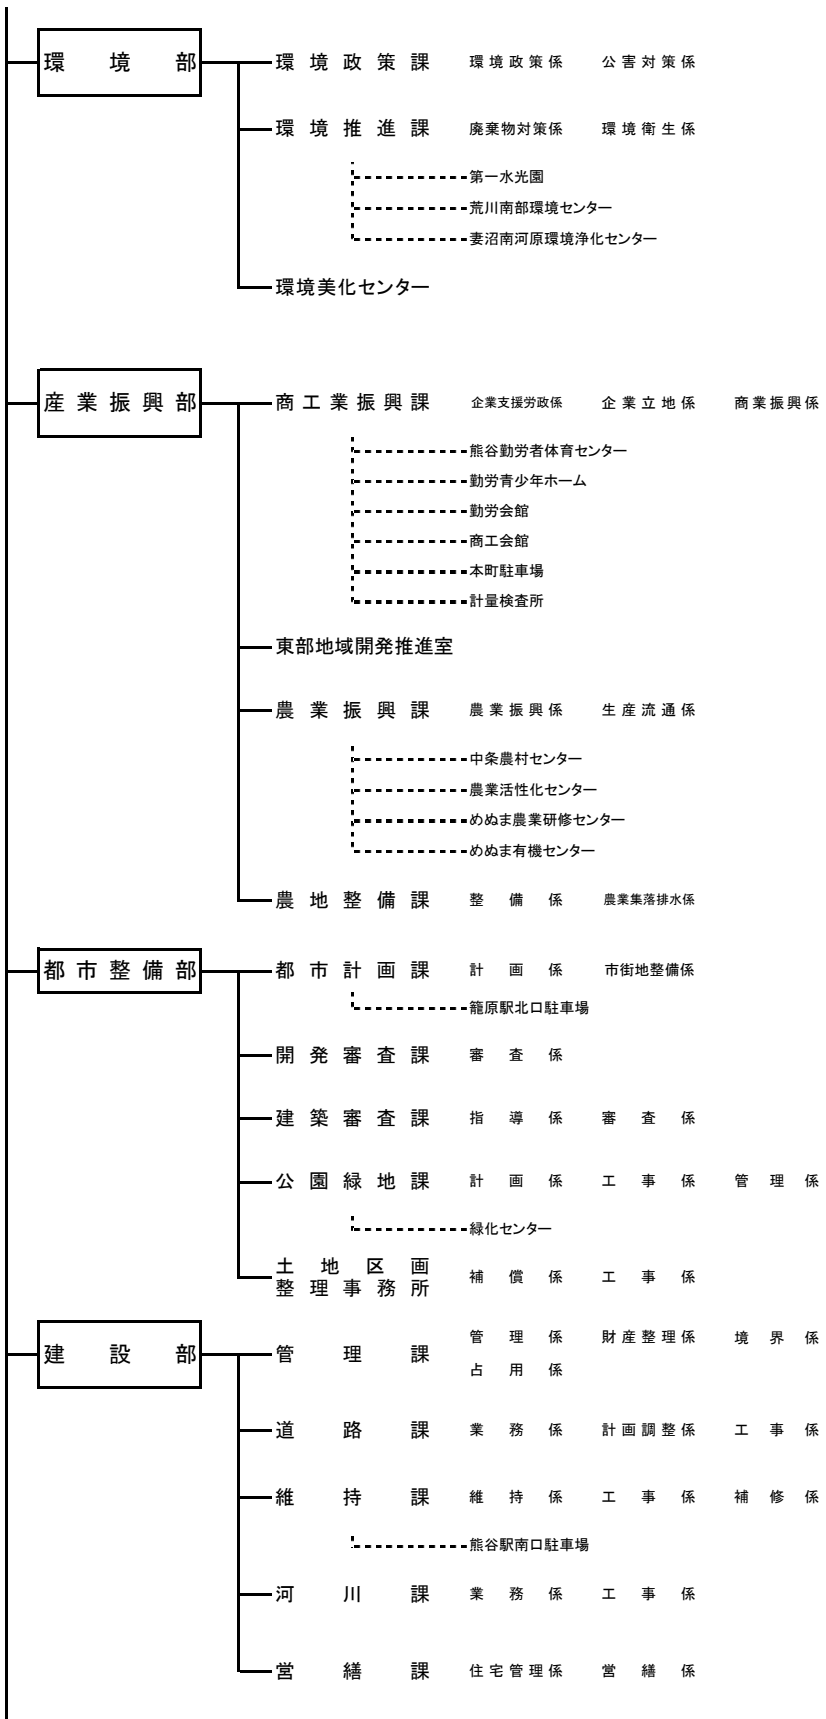 環境部 環境政策課 環境政策係 公害対策係
環境推進課 廃棄物対策係 環境衛生係
第一水光園
荒川南部環境センター
妻沼南河原環境浄化センター
環境美化センター
産業振興部 商工業振興課 企業支援労政係 企業立地係 商業振興係
熊谷勤労者体育センター
勤労青少年ホーム
勤労会館
商工会館
本町駐車場
計量検査所
東部地域開発推進室
農業振興課 農業振興係 生産流通係
中条農村センター
農業活性化センター
めぬま農業研修センター
めぬま有機センター
農地整備課 整備係 農業集落排水係
都市整備部 都市計画課 計画係 市街地整備係
籠原駅北口駐車場
開発審査課 審査係
建築審査課 指導係 審査係
公園緑地課 計画係 工事係 管理係
緑化センター
土地区画
整理事務所 補償係 工事係
建設部 管理課 管理係 財産整理係 境界係
占用係
道路課 業務係 計画調整係 工事係
維持課 維持係 工事係 補修係
熊谷駅南口駐車場
河川課 業務係 工事係
営繕課 住宅管理係 営繕係